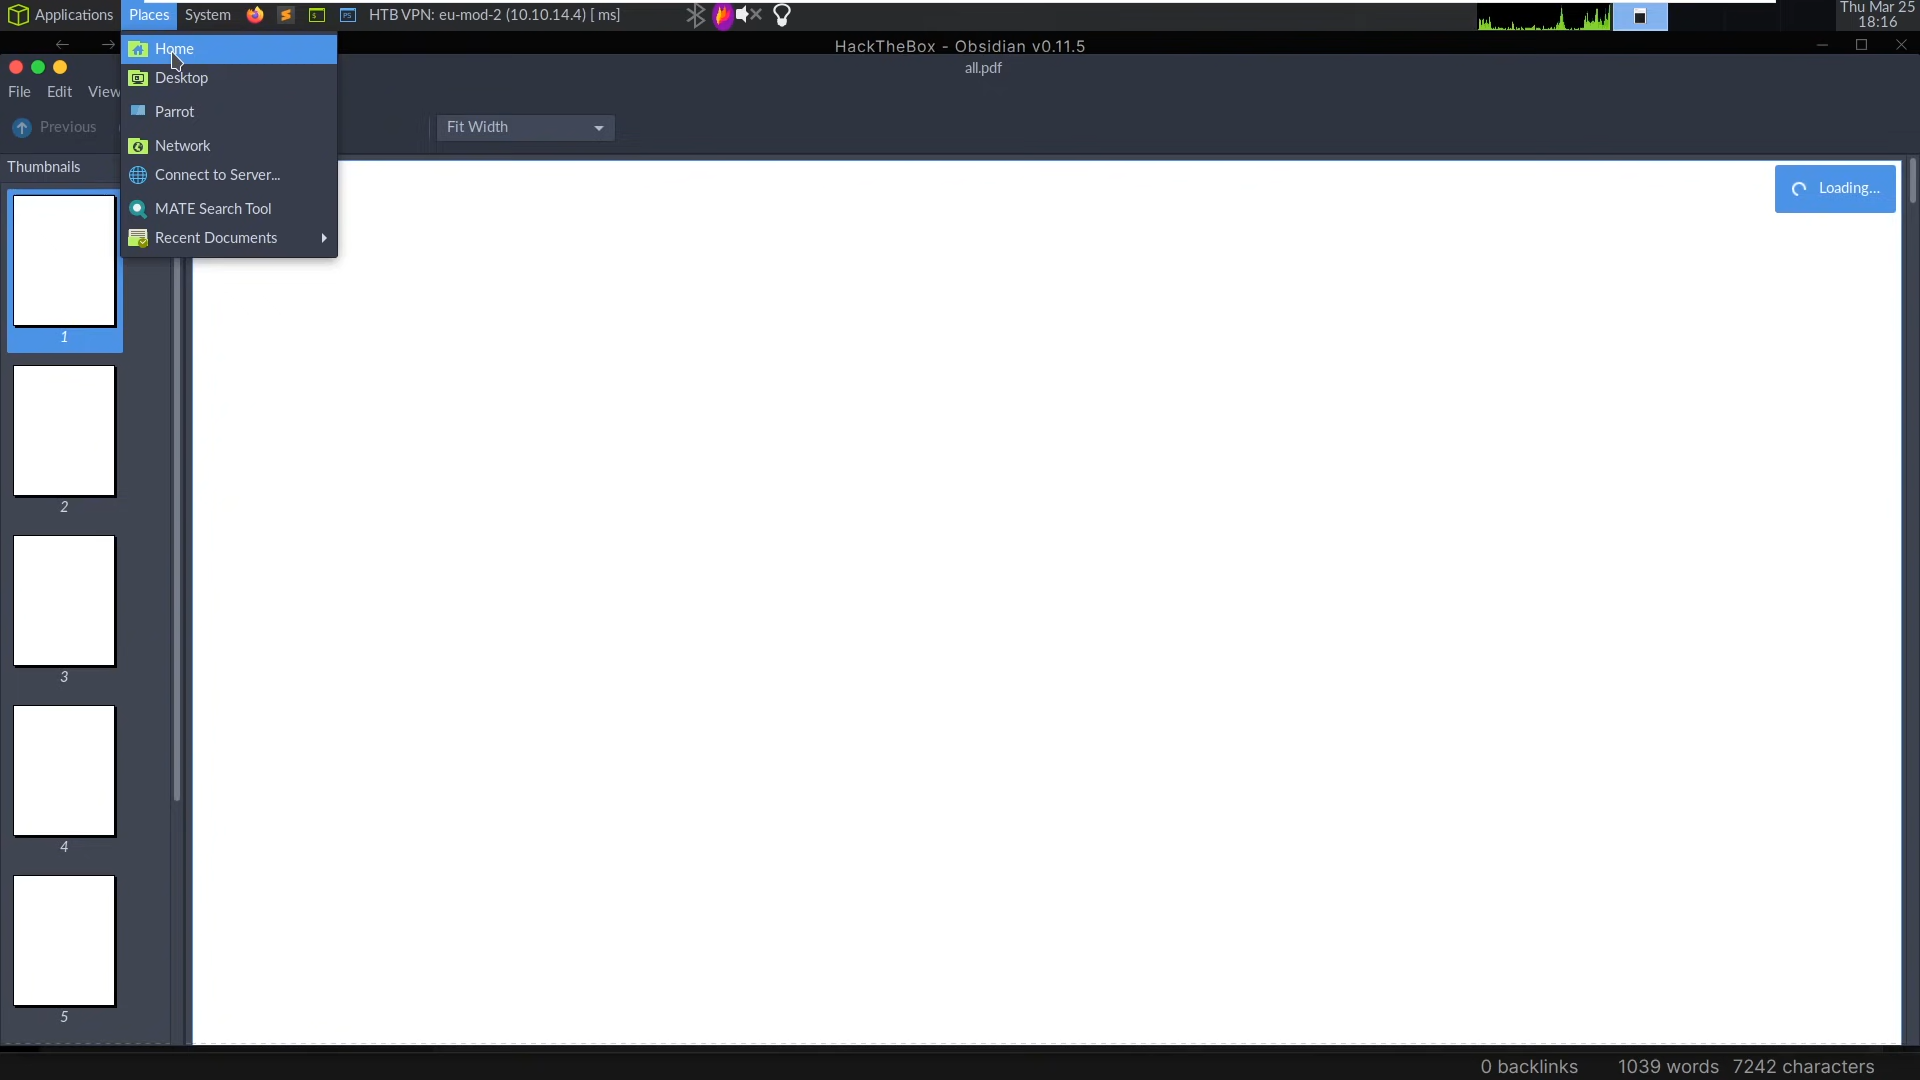 Applications Places System HTB VPN: eu-mod-2 (10.10.14.4) [ ms] Thu Mar 25
18:16
HackTheBox - Obsidian v0.11.5
all.pdf
File Edit View
Previous
Fit Width
Home
Desktop
Parrot
Network
Connect to Server...
MATE Search Tool
Recent Documents
Thumbnails
Loading...
1
2
3
4
5
0 backlinks 1039 words 7242 characters